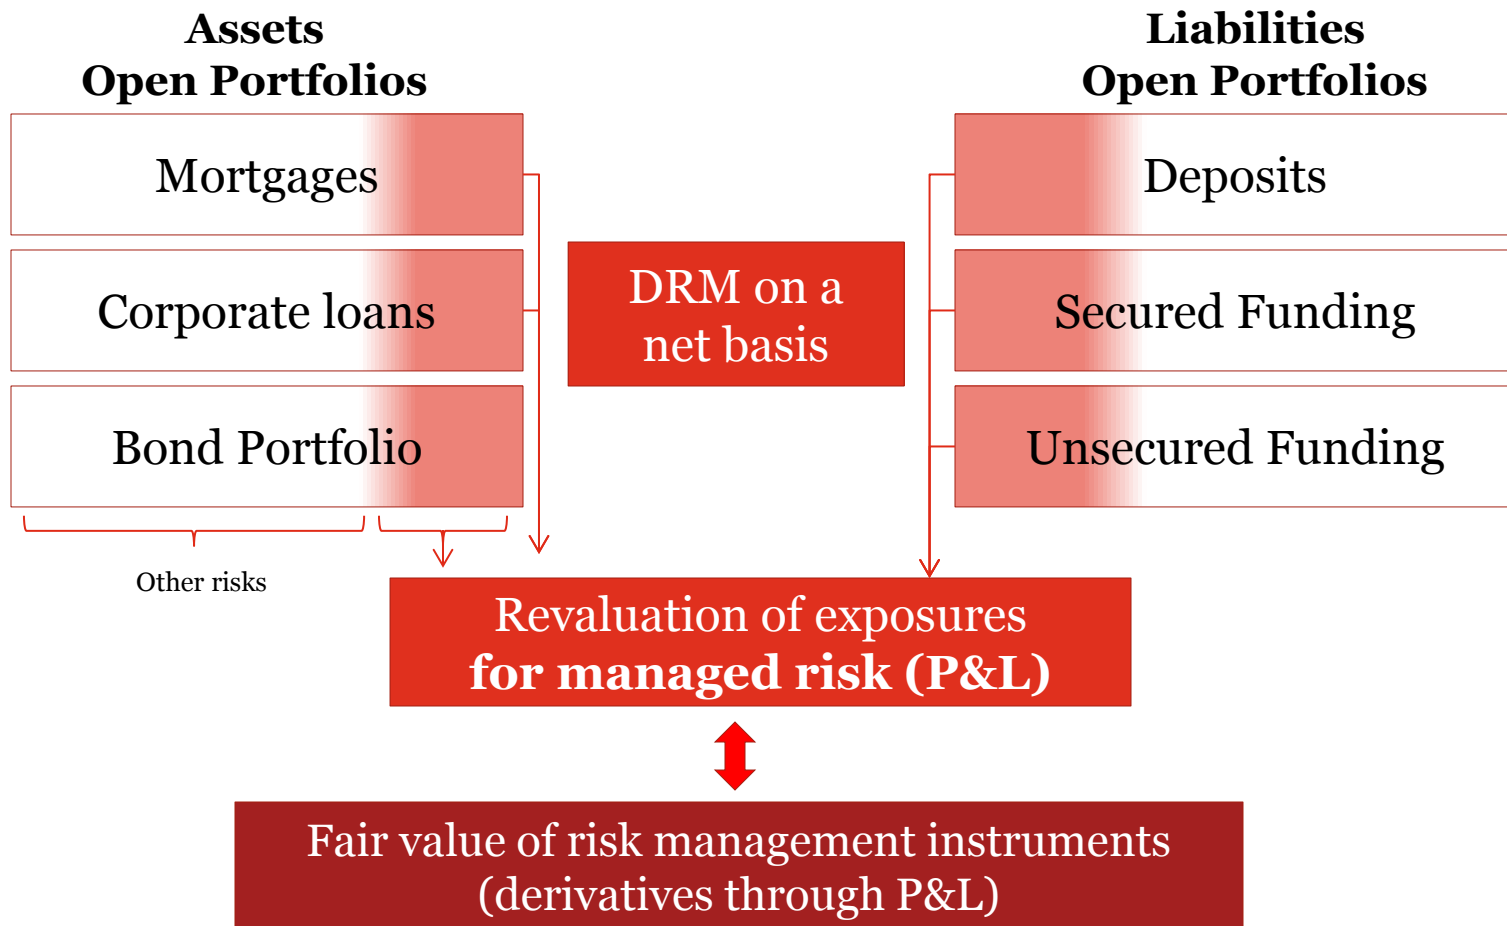 Assets
Open Portfolios
Mortgages
Corporate loans
Bond Portfolio
Other risks
DRM on a
net basis
Liabilities
Open Portfolios
Deposits
Secured Funding
Unsecured Funding
Revaluation of exposures
for managed risk (P&L)
Fair value of risk management instruments
(derivatives through P&L)